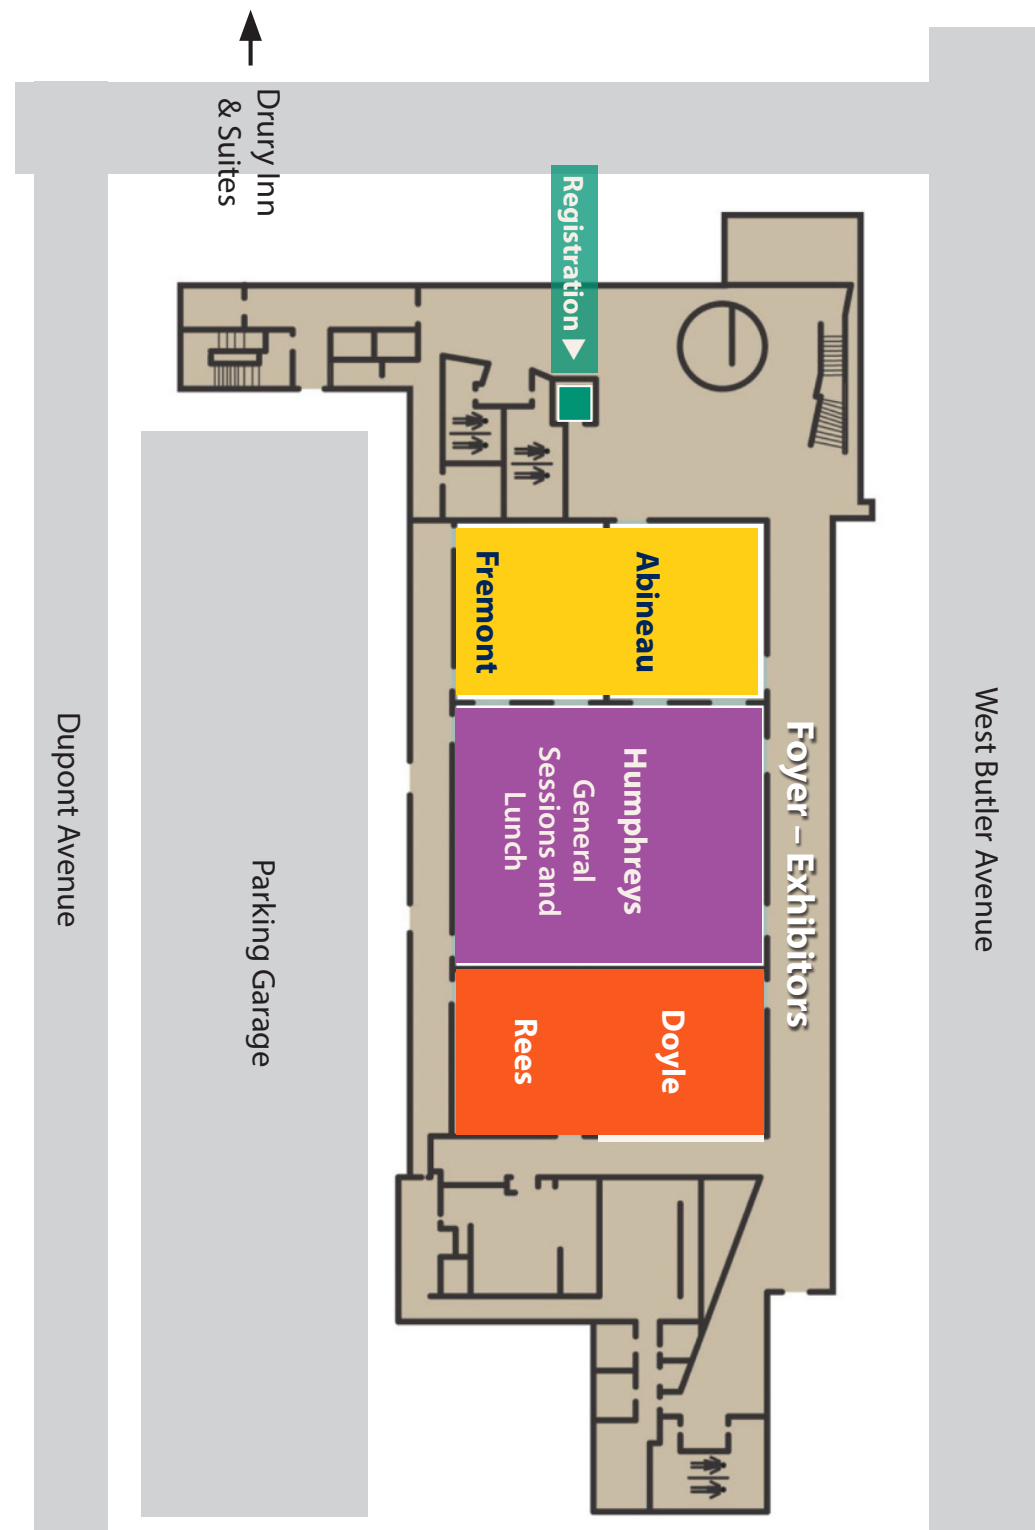 Drury Inn
& Suites
Registration
Fremont
Abineau
Humphreys
General
Sessions and
Lunch
Foyer – Exhibitors
Rees
Doyle
Dupont Avenue
Parking Garage
West Butler Avenue